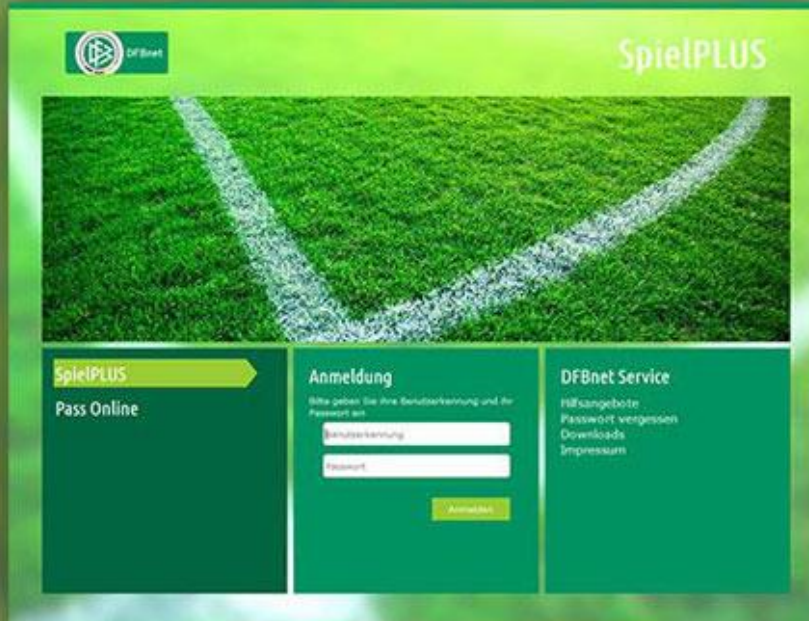 DFBnet
SpielPLUS
SpielPLUS
Pass Online
Anmeldung
Bitte geben Sie Ihre Benutzerkennung und Ihr
Passwort ein
Benutzerkennung
Passwort
Anmelden
DFBnet Service
Hilfsangebote
Passwort vergessen
Downloads
Impressum